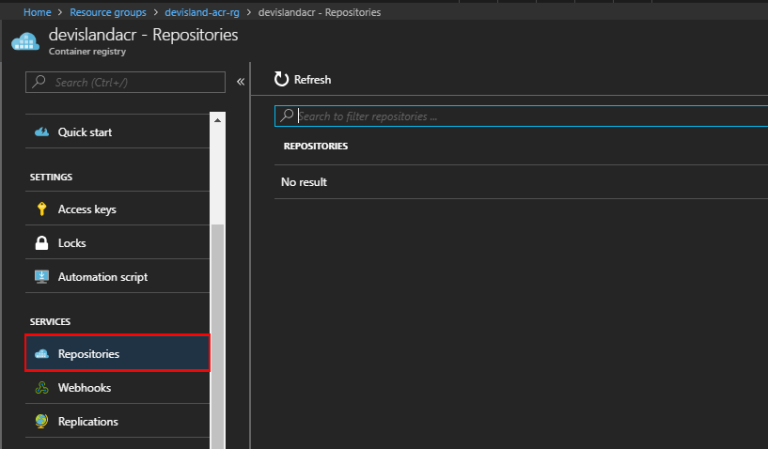 Home > Resource groups > devisland-acr-rg > devislandacr - Repositories
devislandacr - Repositories
Container registry
Search (Ctrl+/)
«
Quick start
SETTINGS
Access keys
Locks
Automation script
SERVICES
Repositories
Webhooks
Replications
Refresh
Search to filter repositories ...
REPOSITORIES
No result